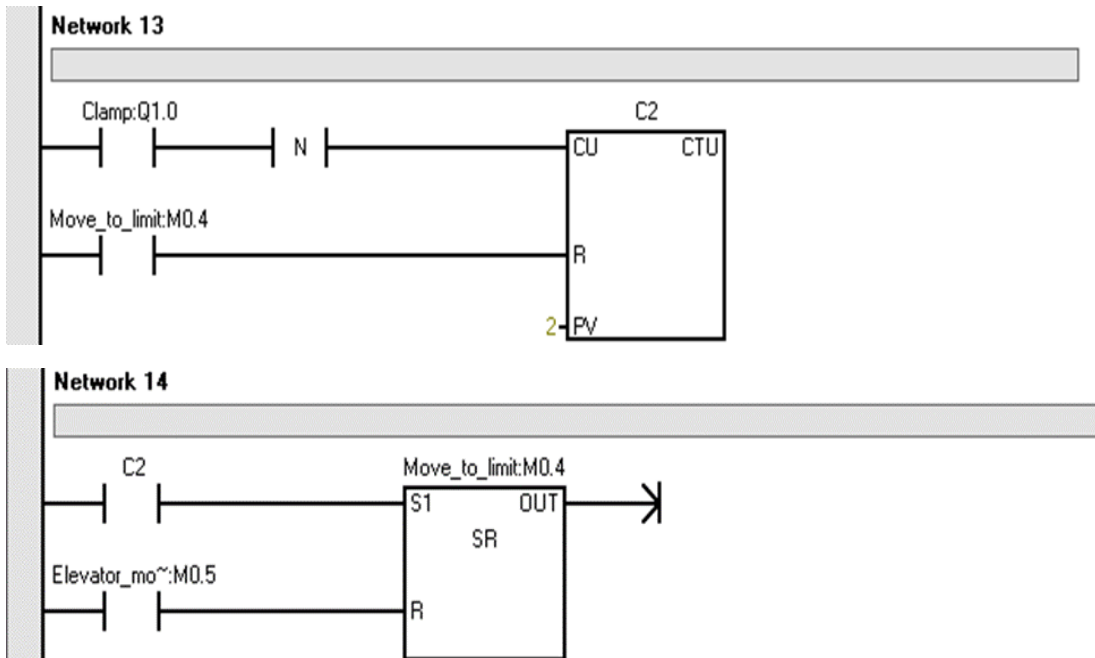 Network 13
Clamp:Q1.0 C2
N CU CTU
Move_to_limit:M0.4
R
2 PV
Network 14
C2 Move_to_limit:M0.4
S1 OUT
SR
Elevator_mo~:M0.5
R